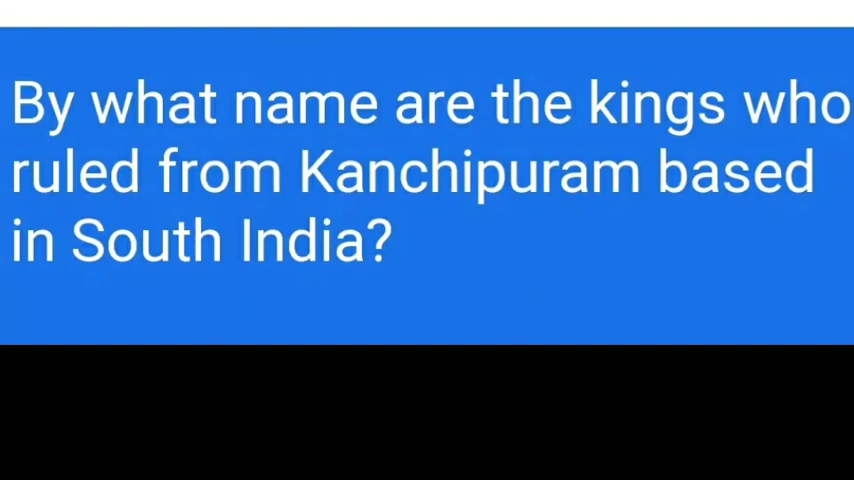 By what name are the kings who
ruled from Kanchipuram based
in South India?